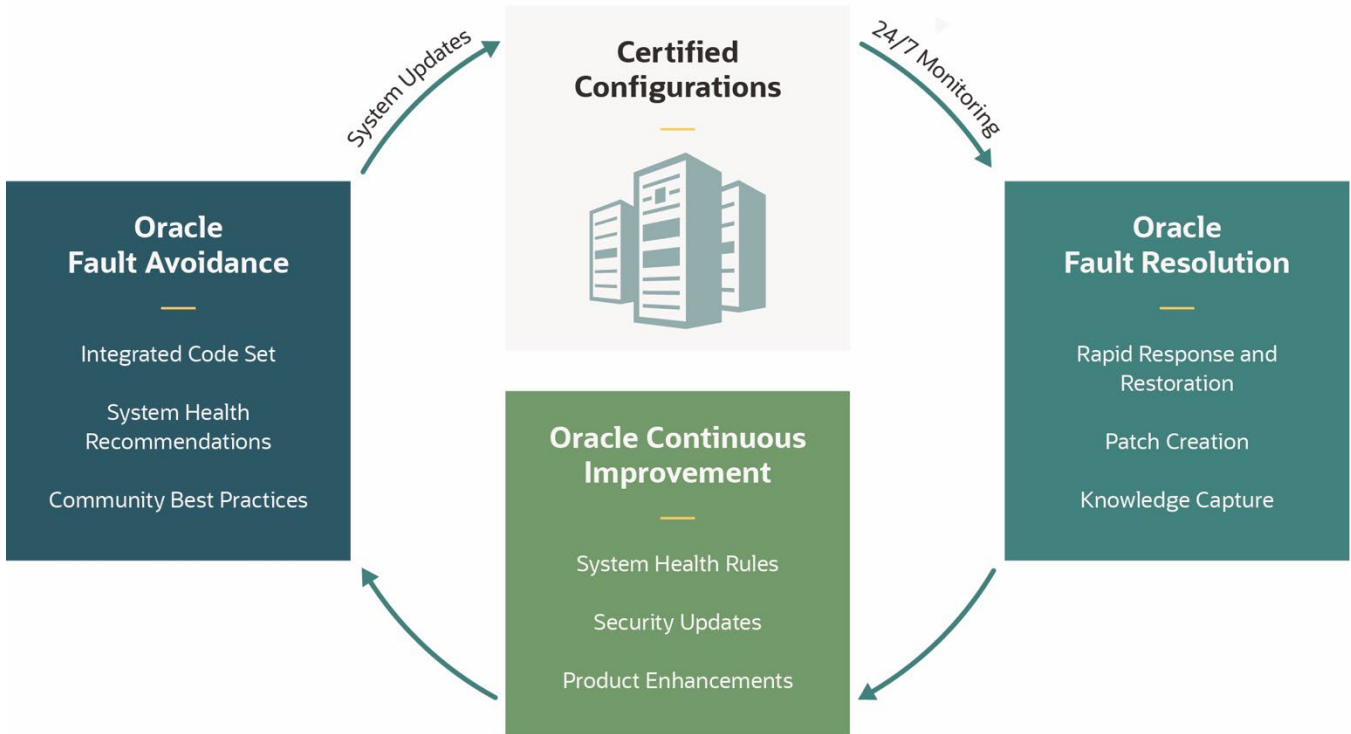 System Updates
Certified
Configurations
24/7 Monitoring
Oracle
Fault Avoidance
Integrated Code Set
System Health
Recommendations
Community Best Practices
Oracle
Fault Resolution
Rapid Response and
Restoration
Patch Creation
Knowledge Capture
Oracle Continuous
Improvement
System Health Rules
Security Updates
Product Enhancements